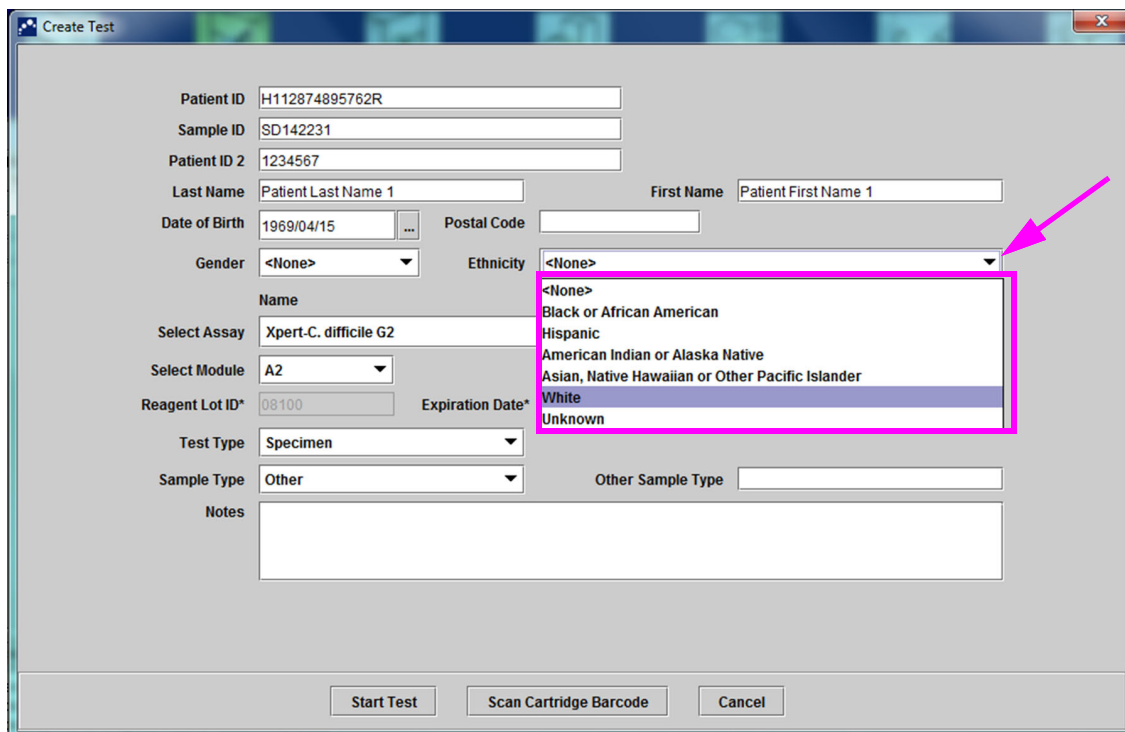 Create Test
Patient ID H112874895762R
Sample ID SD142231
Patient ID 2 1234567
Last Name Patient Last Name 1 First Name Patient First Name 1
Date of Birth 1969/04/15 ... Postal Code
Gender <None> Ethnicity <None>
<None>
Name
Black or African American
Hispanic
Select Assay Xpert-C. difficile G2
American Indian or Alaska Native
Select Module A2
Asian, Native Hawaiian or Other Pacific Islander
White
Reagent Lot ID* 08100 Expiration Date*
Unknown
Test Type Specimen
Sample Type Other Other Sample Type
Notes
Start Test Scan Cartridge Barcode Cancel